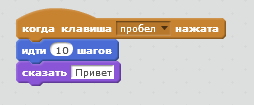 когда клавиша пробел нажата
идти 10 шагов
сказать Привет